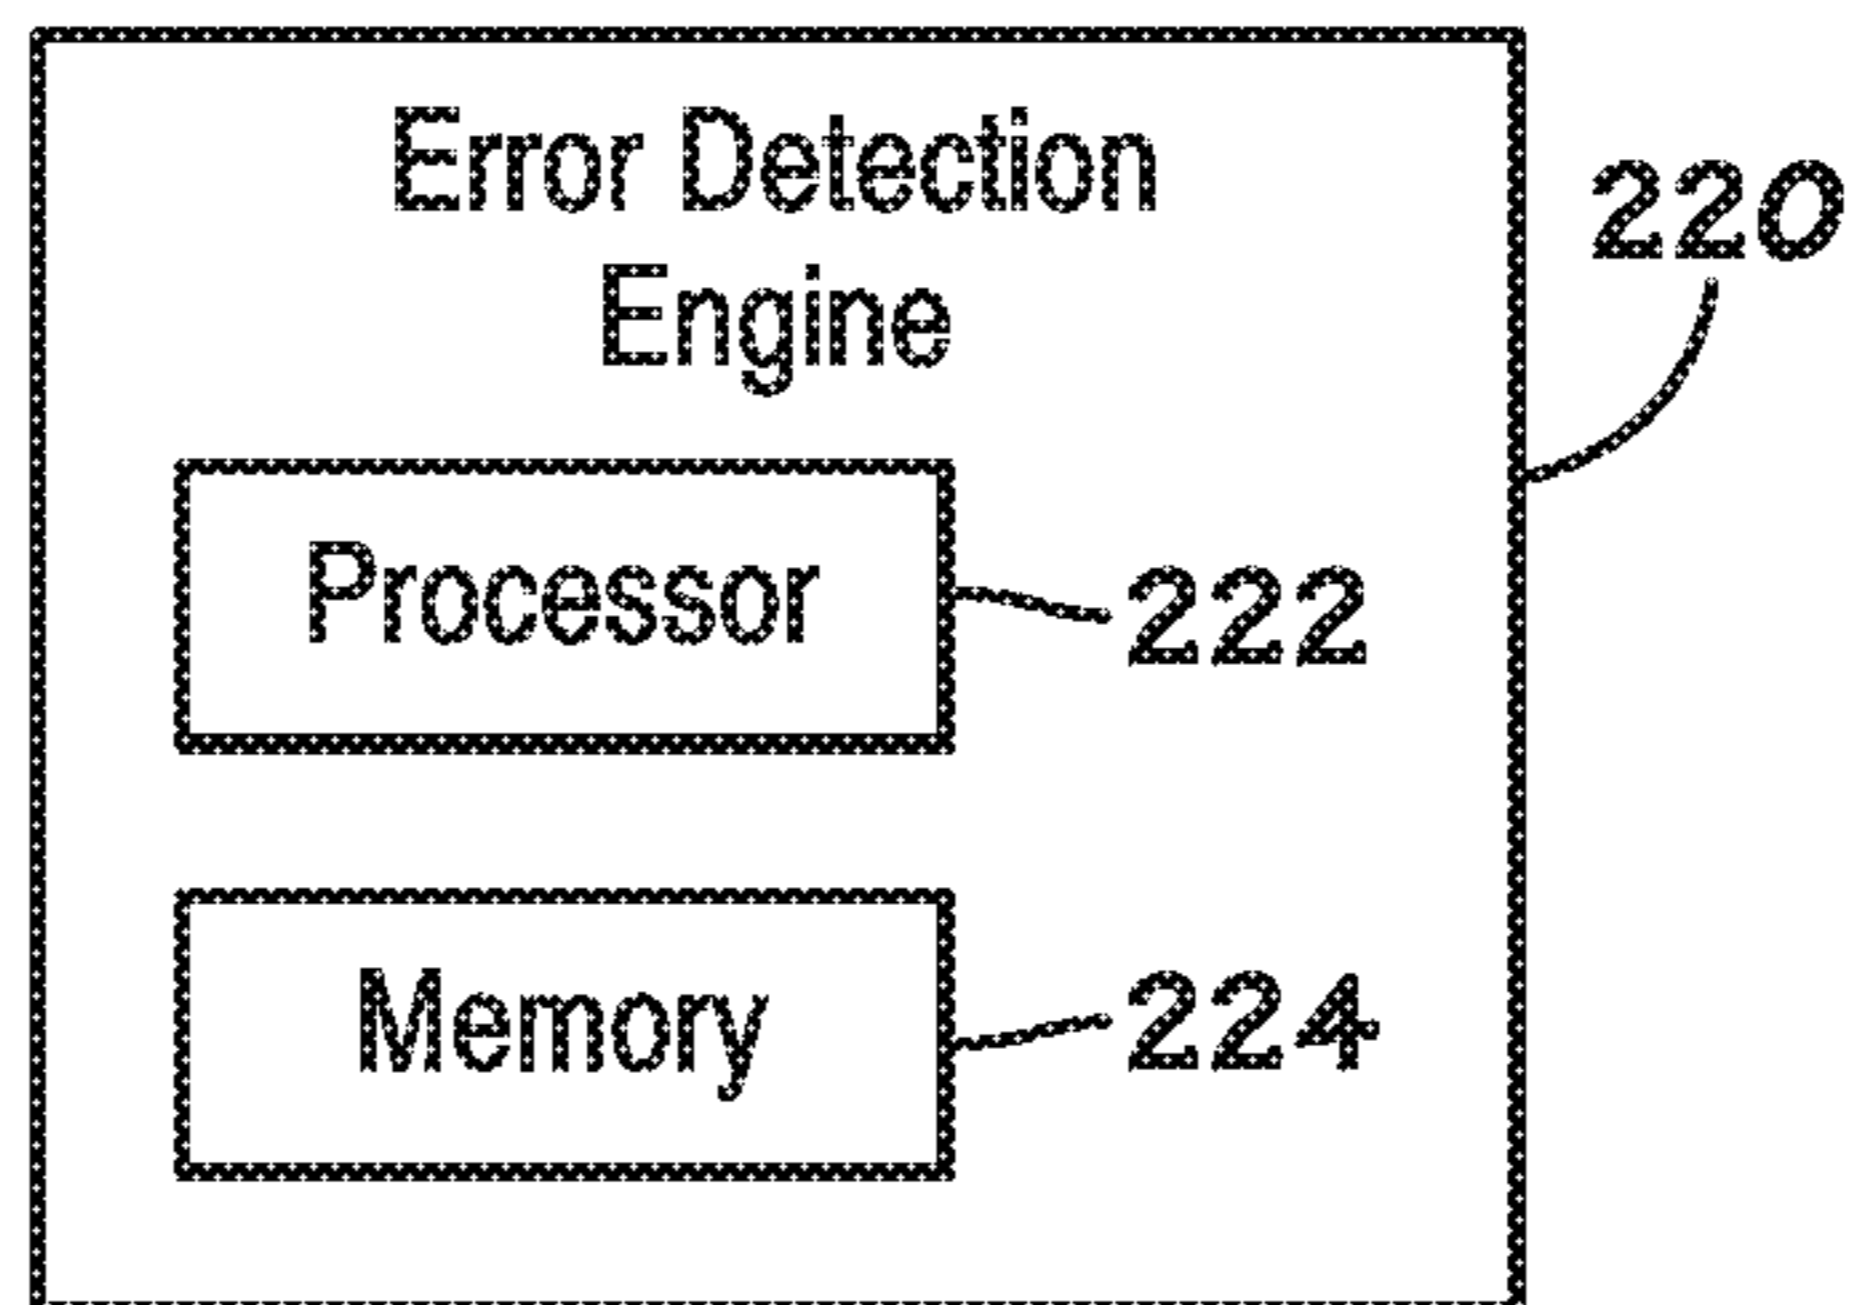 Error Detection
Engine
220
Processor
222
Memory
224